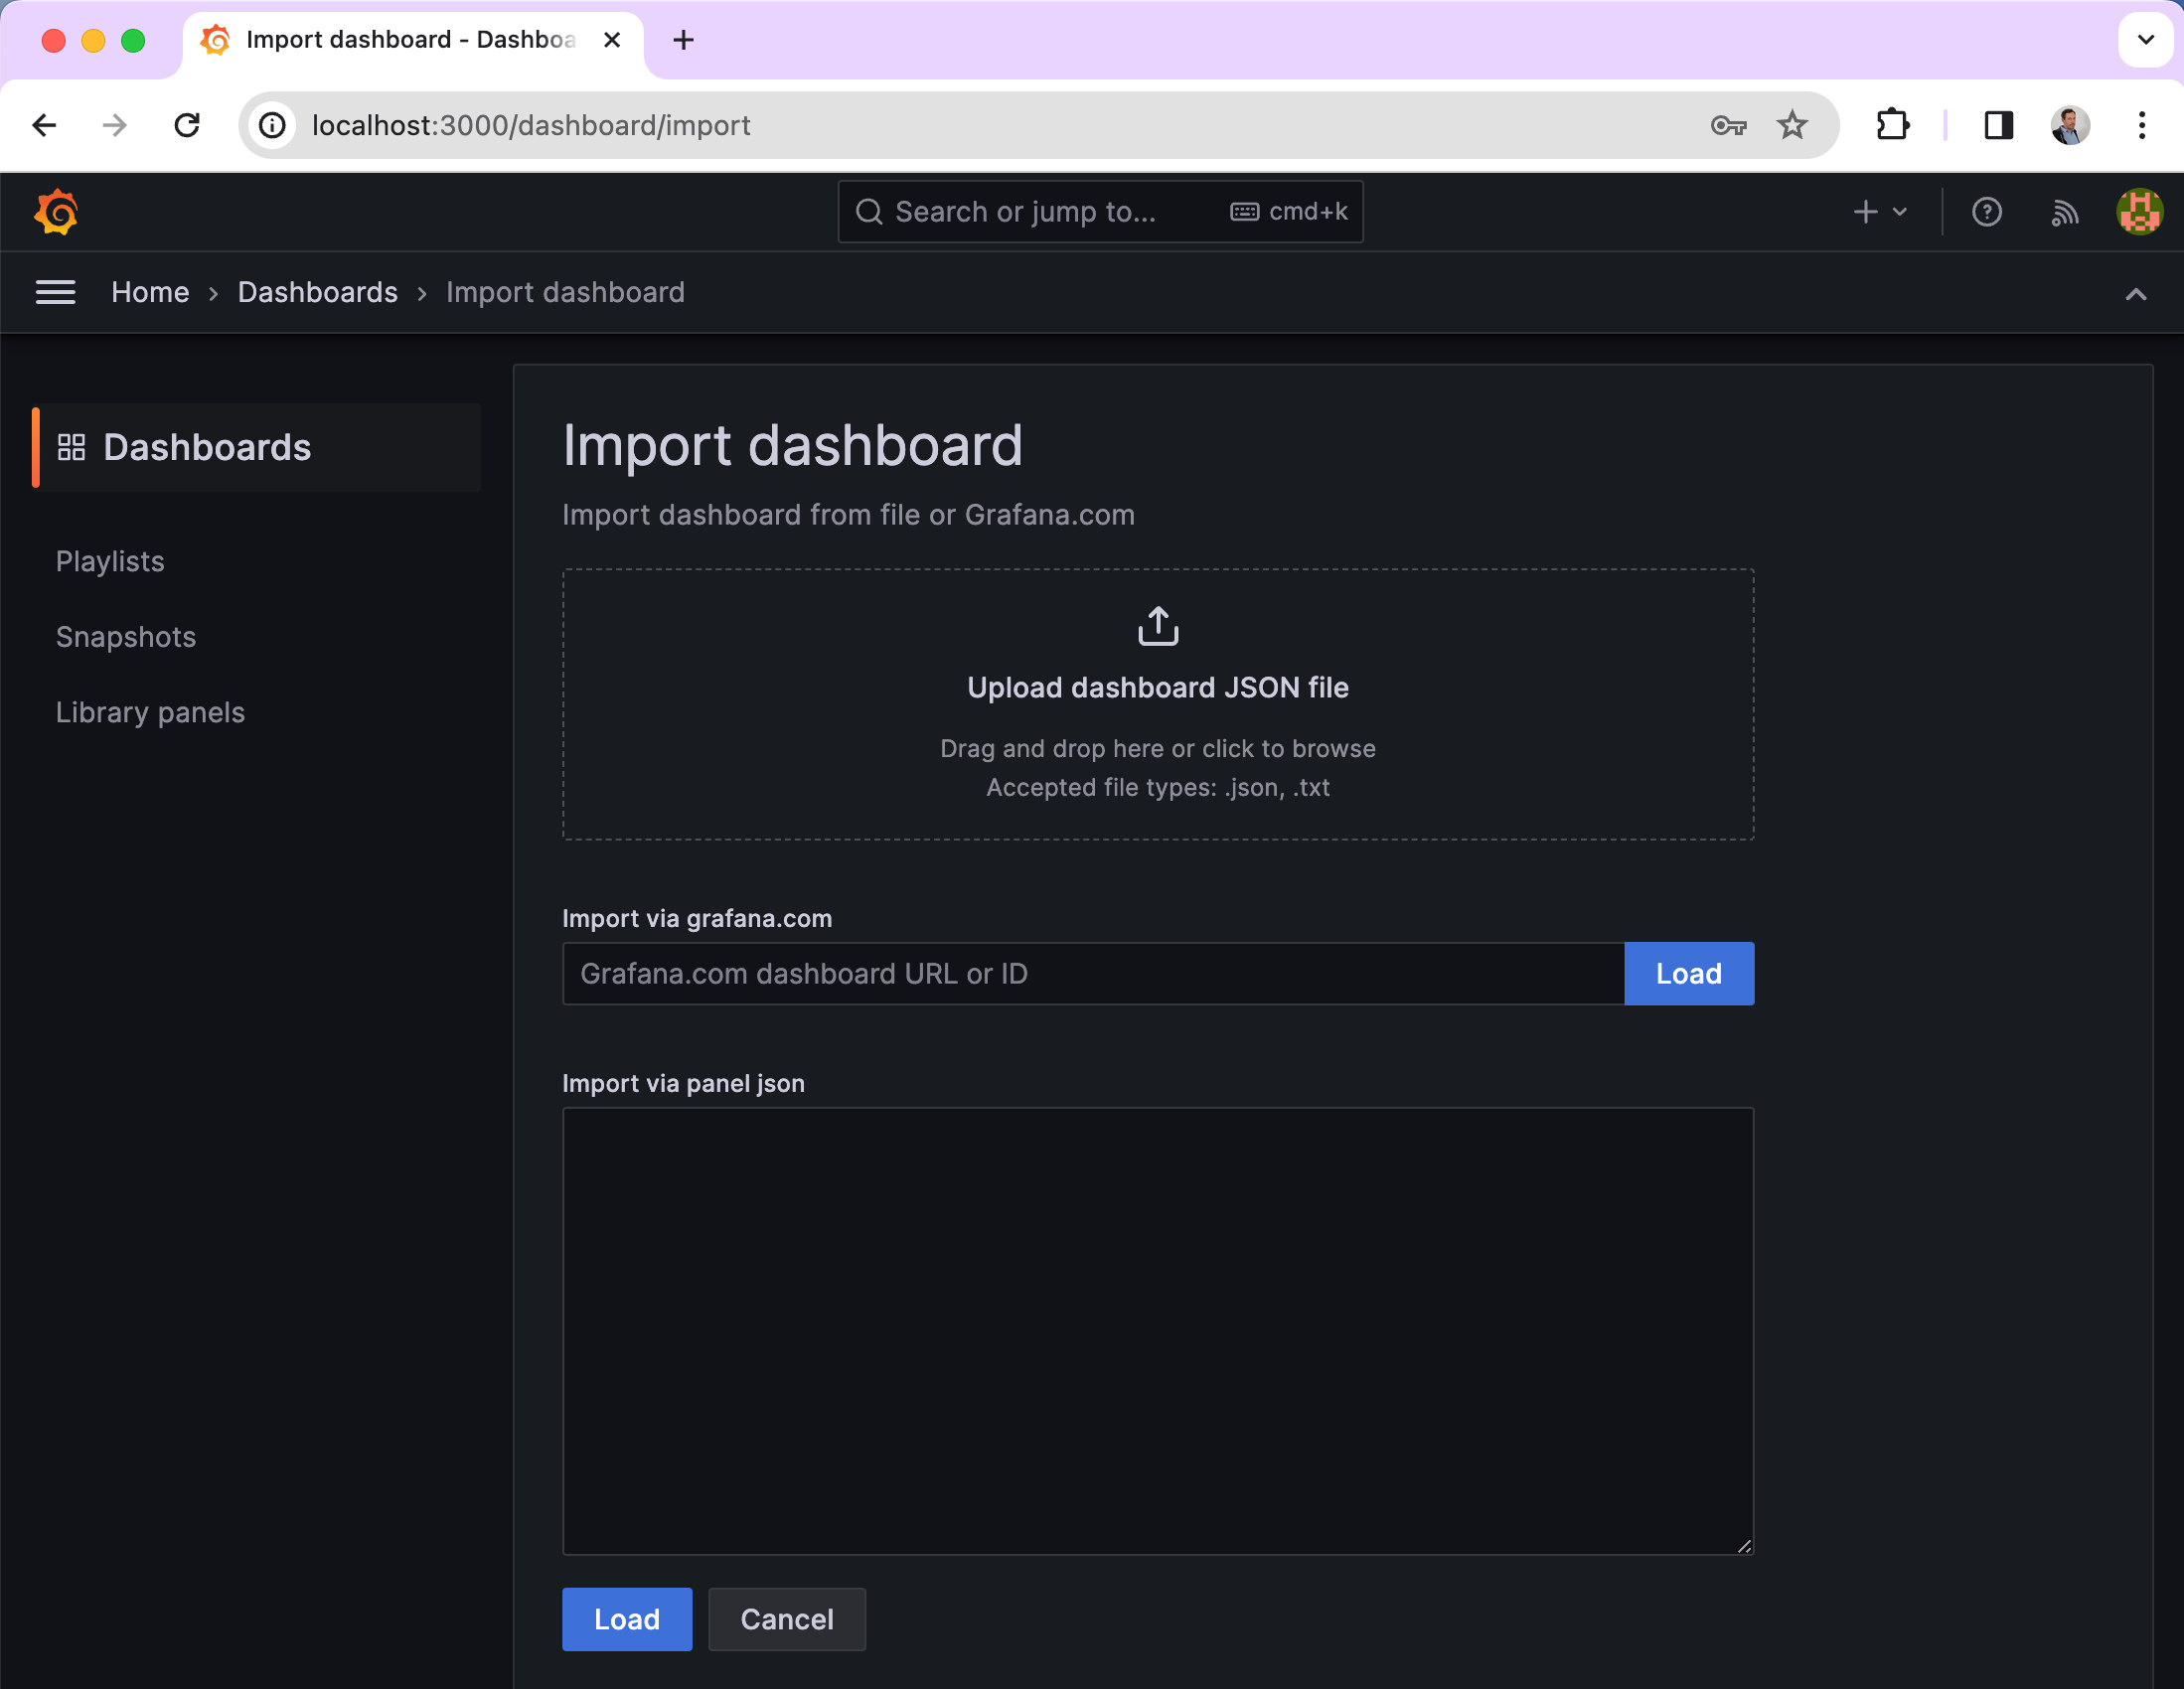 Import dashboard - Dashboa
localhost:3000/dashboard/import
Search or jump to...
cmd+k
Home
Dashboards
Import dashboard
Dashboards
Playlists
Snapshots
Library panels
Import dashboard
Import dashboard from file or Grafana.com
Upload dashboard JSON file
Drag and drop here or click to browse
Accepted file types: .json, .txt
Import via grafana.com
Grafana.com dashboard URL or ID
Load
Import via panel json
Load
Cancel